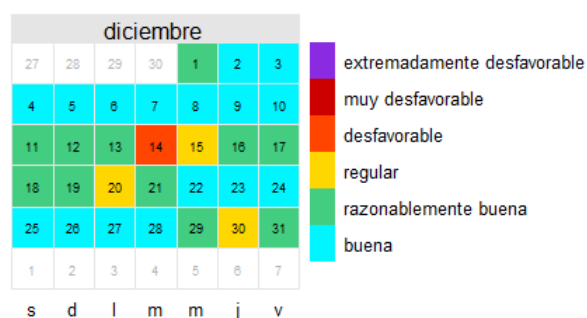 diciembre
27 28 29 30 1 2 3
4 5 6 7 8 9 10
11 12 13 14 15 16 17
18 19 20 21 22 23 24
25 26 27 28 29 30 31
1 2 3 4 5 6 7
s d l m m j v
extremadamente desfavorable
muy desfavorable
desfavorable
regular
razonablemente buena
buena